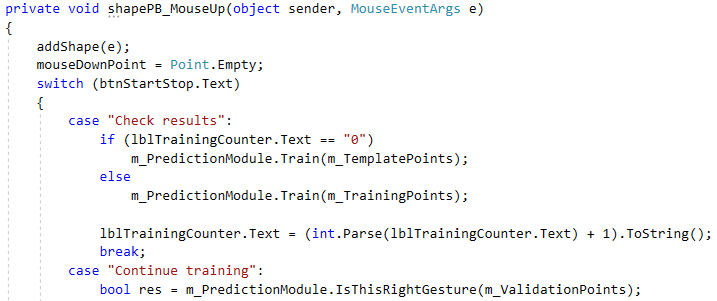 private void shapePB_MouseUp(object sender, MouseEventArgs e)
{
    addShape(e);
    mouseDownPoint = Point.Empty;
    switch (btnStartStop.Text)
    {
        case "Check results":
            if (lblTrainingCounter.Text == "0")
                m_PredictionModule.Train(m_TemplatePoints);
            else
                m_PredictionModule.Train(m_TrainingPoints);

            lblTrainingCounter.Text = (int.Parse(lblTrainingCounter.Text) + 1).ToString();
            break;
        case "Continue training":
            bool res = m_PredictionModule.IsThisRightGesture(m_ValidationPoints);